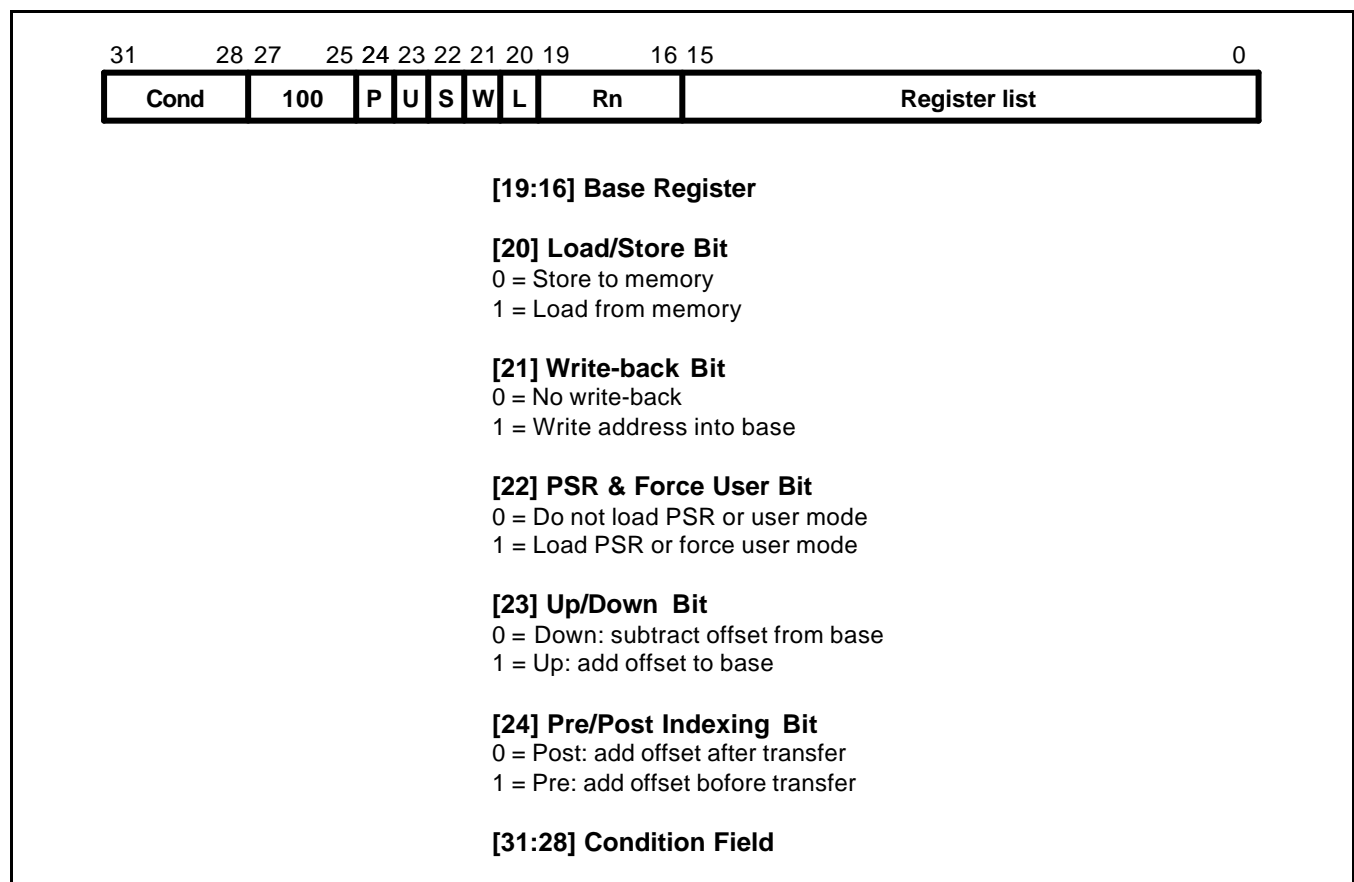 31 28 27 25 24 23 22 21 20 19 16 15 0
Cond 100 P U S W L Rn Register list
[19:16] Base Register
[20] Load/Store Bit
0 = Store to memory
1 = Load from memory
[21] Write-back Bit
0 = No write-back
1 = Write address into base
[22] PSR & Force User Bit
0 = Do not load PSR or user mode
1 = Load PSR or force user mode
[23] Up/Down Bit
0 = Down: subtract offset from base
1 = Up: add offset to base
[24] Pre/Post Indexing Bit
0 = Post: add offset after transfer
1 = Pre: add offset bofore transfer
[31:28] Condition Field